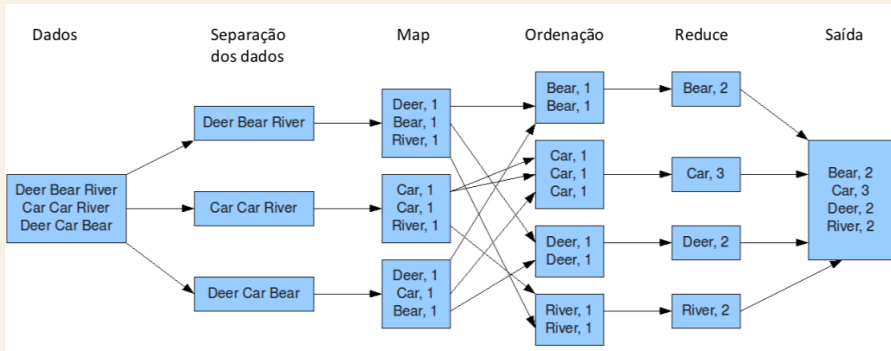 Dados
Separação
dos dados
Map
Ordenação
Reduce
Saída
Deer Bear River
Car Car River
Deer Car Bear
Deer Bear River
Car Car River
Deer Car Bear
Deer, 1
Bear, 1
River, 1
Car, 1
Car, 1
River, 1
Deer, 1
Car, 1
Bear, 1
Bear, 1
Bear, 1
Car, 1
Car, 1
Car, 1
Deer, 1
Deer, 1
River, 1
River, 1
Bear, 2
Car, 3
Deer, 2
River, 2
Bear, 2
Car, 3
Deer, 2
River, 2